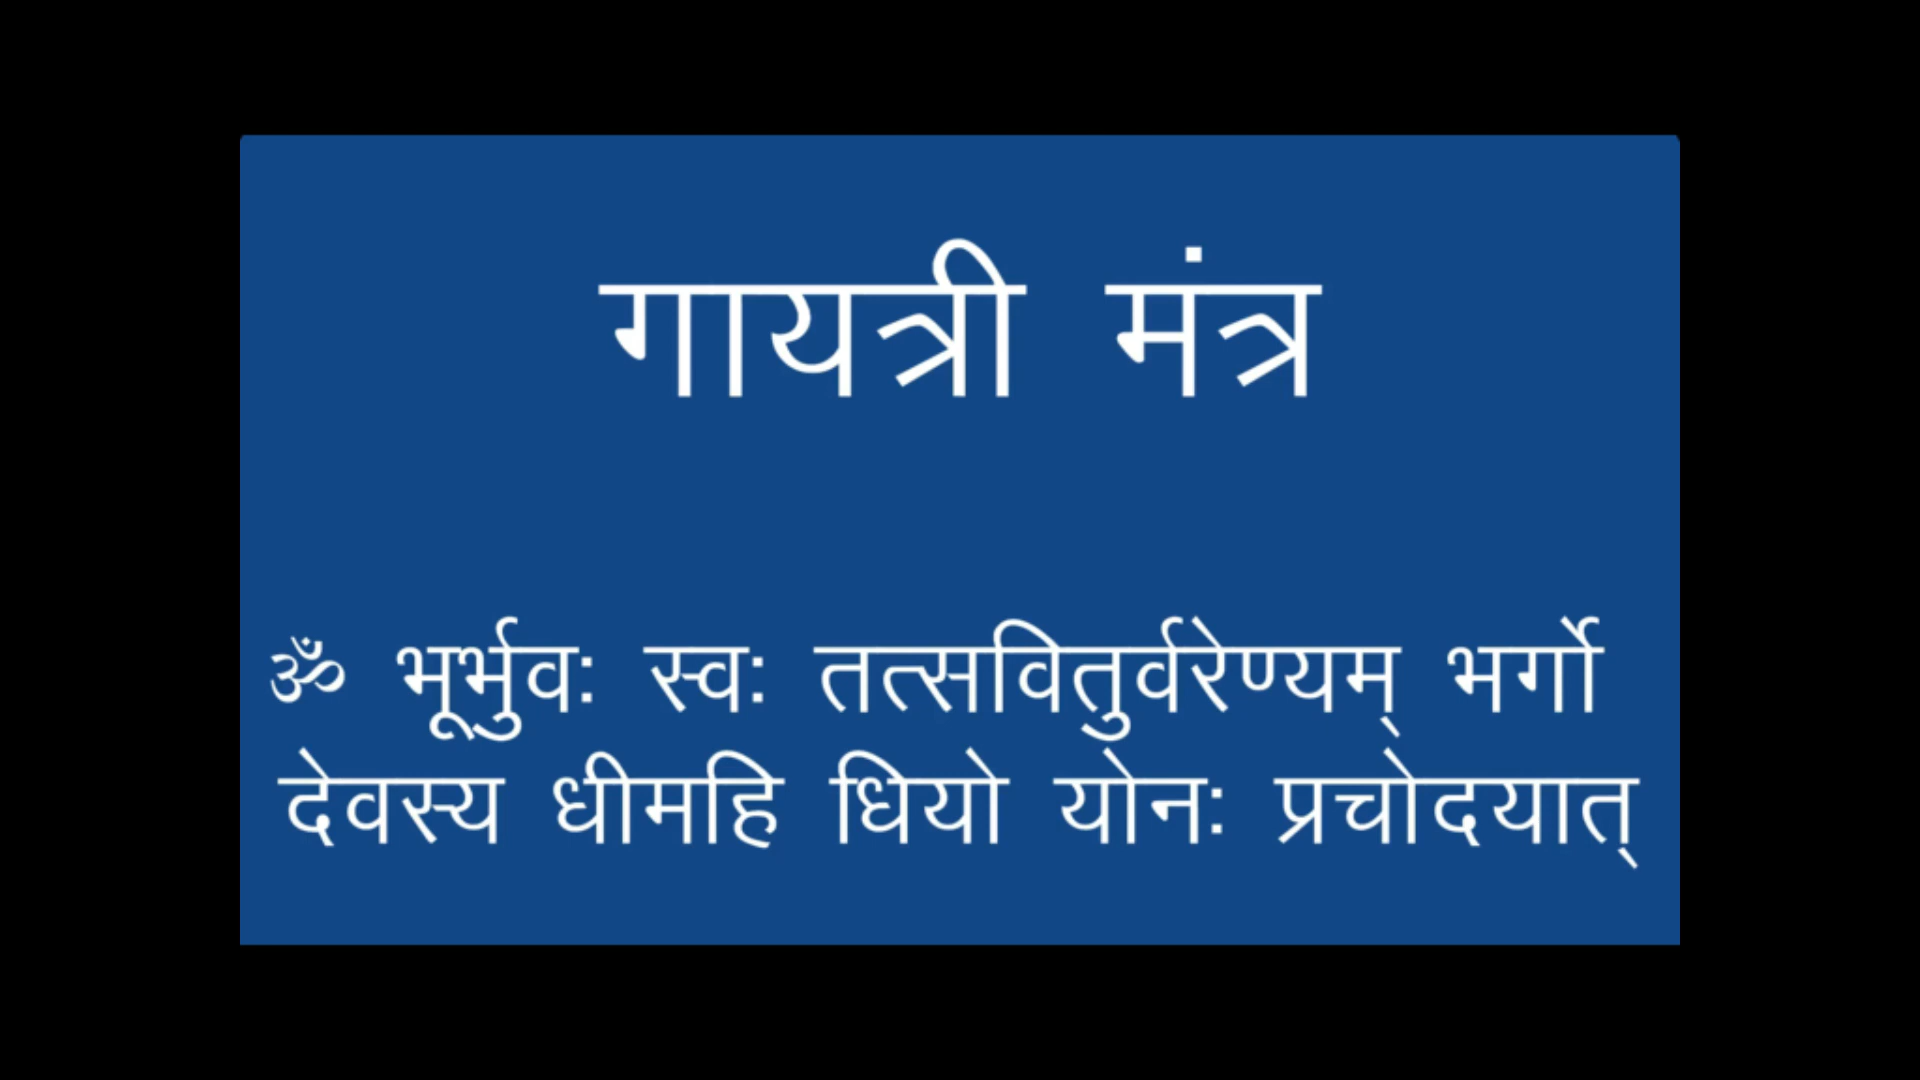 गायत्री मंत्र
ॐ भूर्भुवः स्वः तत्सवितुर्वरेण्यम् भर्गो
देवस्य धीमहि धियो योनः प्रचोदयात्